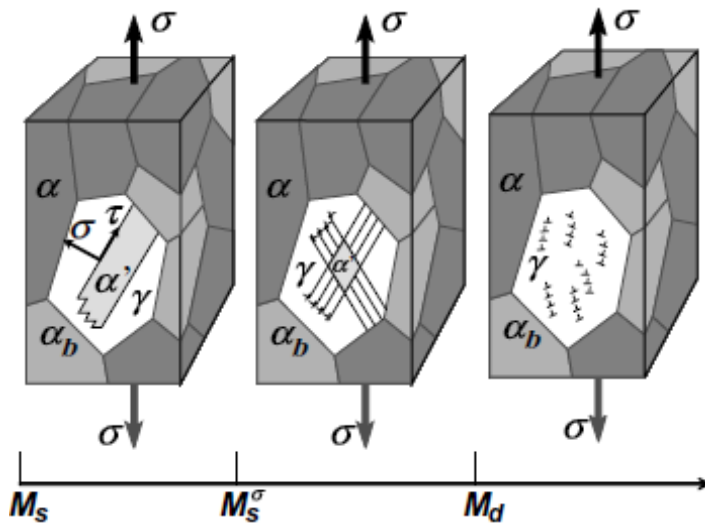 σ σ σ
α σ τ α' γ α_b
α γ α' α_b
α γ α_b
σ σ σ
M_s M_s^σ M_d